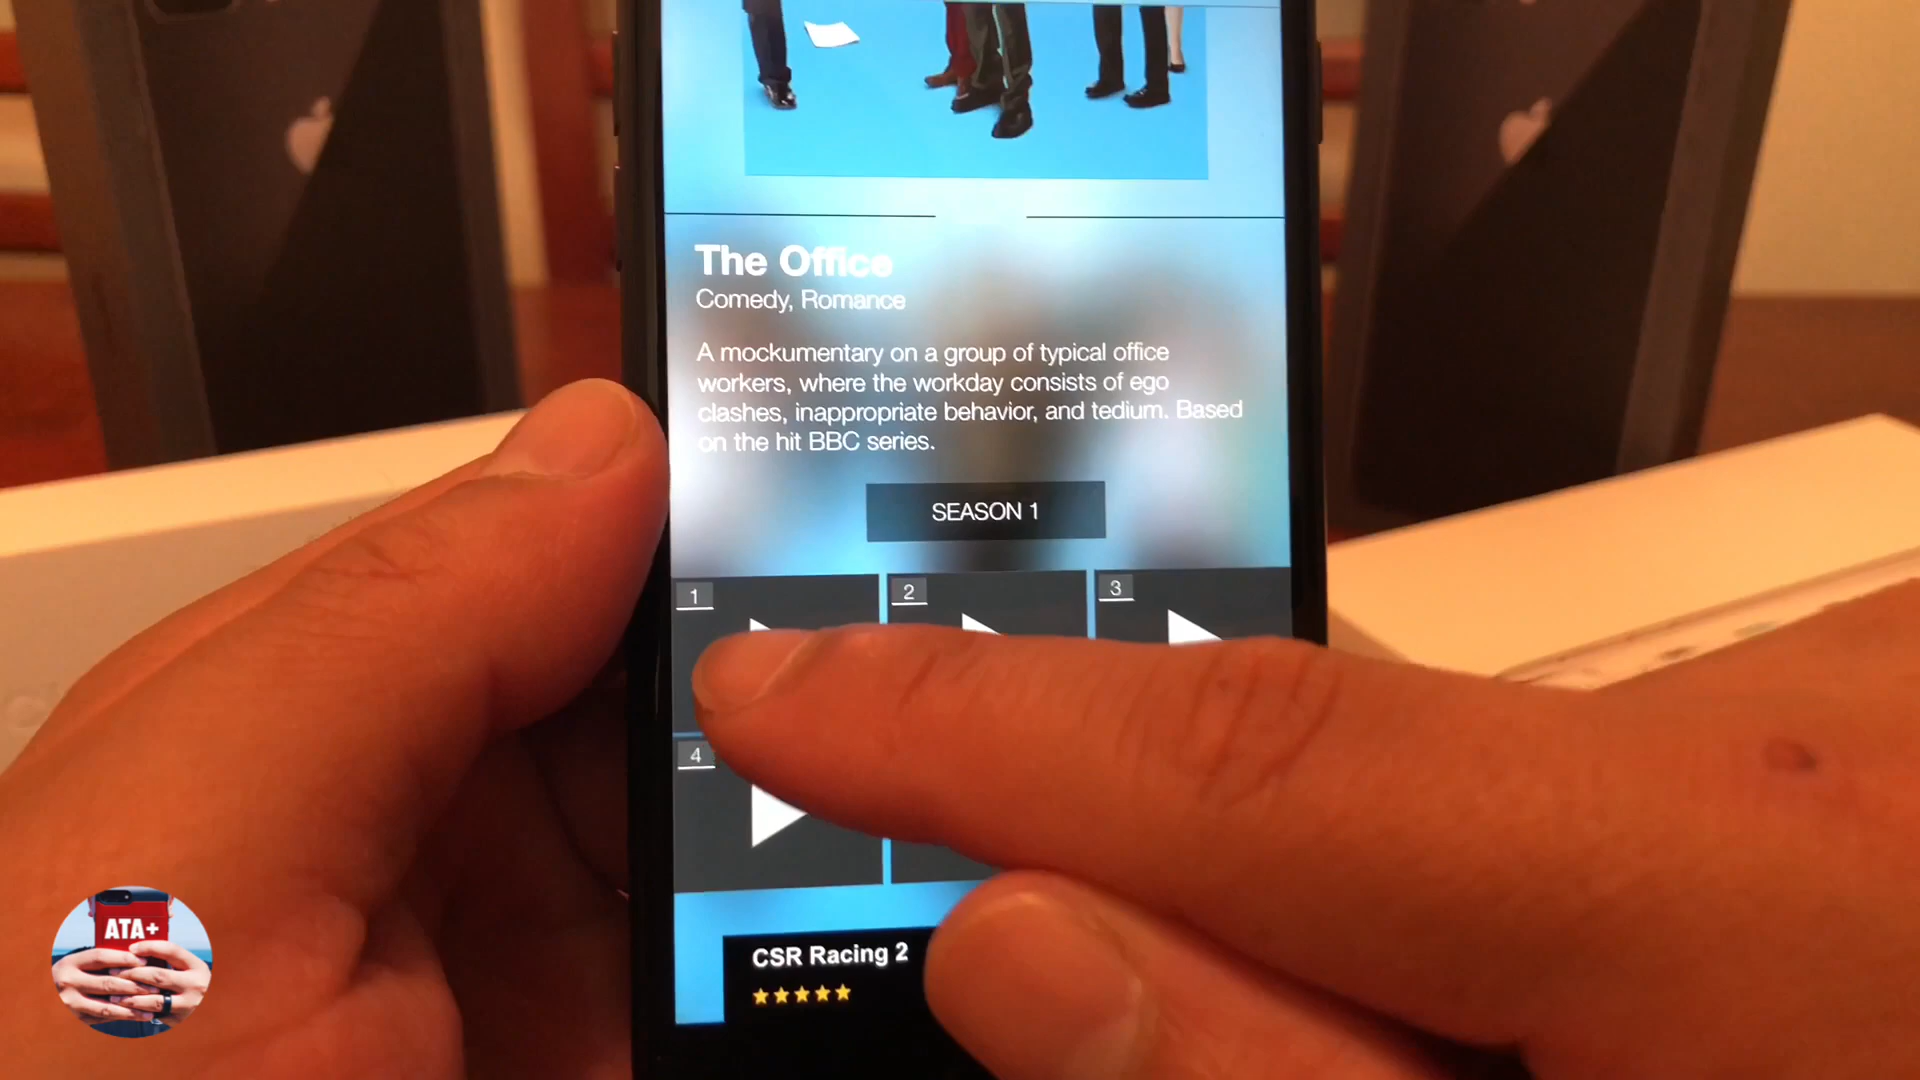 The Office
Comedy, Romance
A mockumentary on a group of typical office
workers, where the workday consists of ego
clashes, inappropriate behavior, and tedium. Based
on the hit BBC series.
SEASON 1
1
2
3
4
CSR Racing 2
ATA+